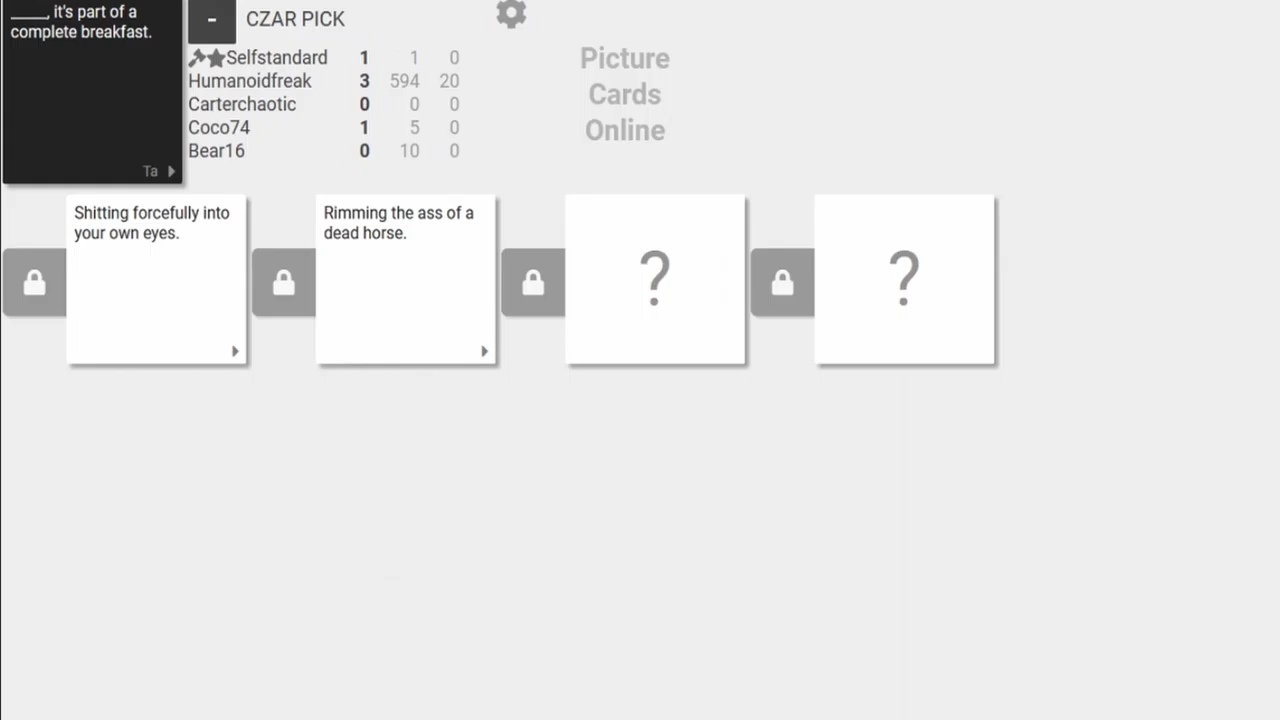 _____, it's part of a
complete breakfast.
Ta
-
CZAR PICK
Selfstandard 1 1 0
Humanoidfreak 3 594 20
Carterchaotic 0 0 0
Coco74 1 5 0
Bear16 0 10 0
Picture
Cards
Online
Shitting forcefully into
your own eyes.
Rimming the ass of a
dead horse.
?
?